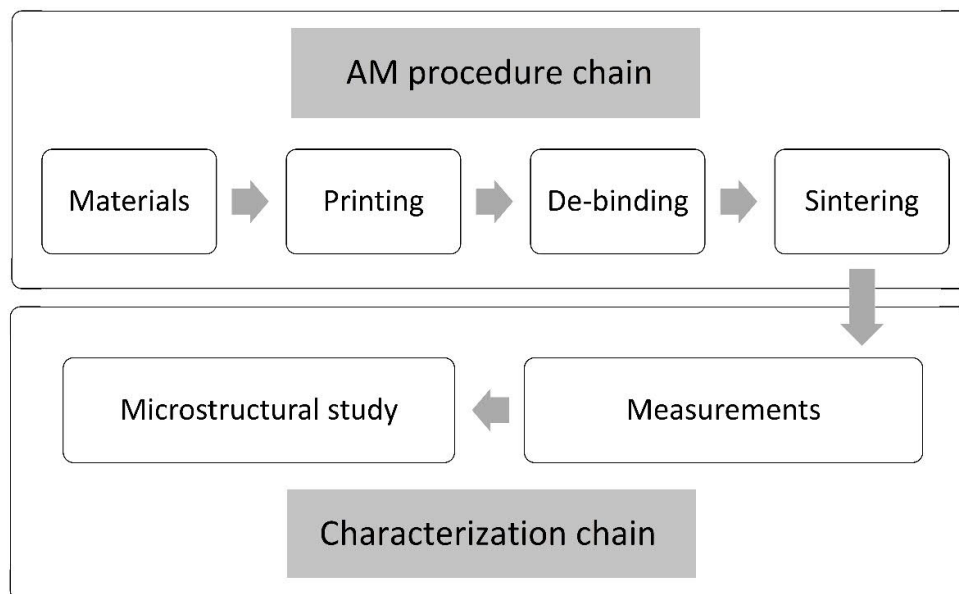 AM procedure chain
Materials
Printing
De-binding
Sintering
Microstructural study
Measurements
Characterization chain